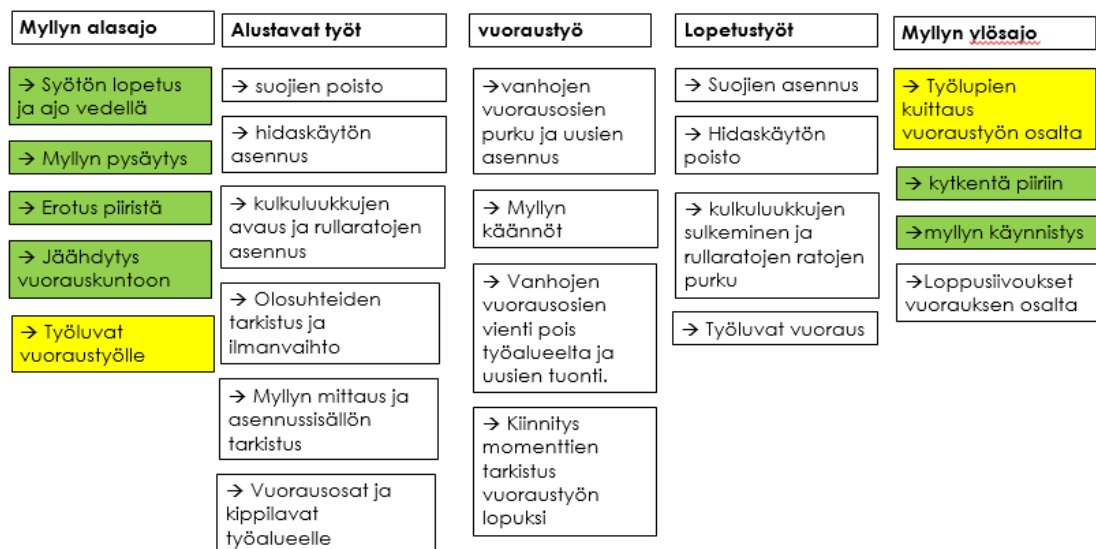 Myllyn alasajo
→ Syötön lopetus
ja ajo vedellä
→ Myllyn pysäytys
→ Erotus piiristä
→ Jäähdytys
vuorauskuntoon
→ Työluvat
vuoraustyölle
Alustavat työt
→ suojien poisto
→ hidaskäytön
asennus
→ kulkuluukkujen
avaus ja rullaratojen
asennus
→ Olosuhteiden
tarkistus ja
ilmanvaihto
→ Myllyn mittaus ja
asennussisällön
tarkistus
→ Vuorausosat ja
kippilavat
työalueelle
vuoraustyö
→vanhojen
vuorausosien
purku ja uusien
asennus
→ Myllyn
käännöt
→ Vanhojen
vuorausosien
vienti pois
työalueelta ja
uusien tuonti.
→ Kiinnitys
momenttien
tarkistus
vuoraustyön
lopuksi
Lopetustyöt
→ Suojien asennus
→ Hidaskäytön
poisto
→ kulkuluukkujen
sulkeminen ja
rullaratojen ratojen
purku
→ Työluvat vuoraus
Myllyn ylösajo
→ Työlupien
kuittaus
vuoraustyön osalta
→ kytkentä piiriin
→myllyn käynnistys
→Loppusiivoukset
vuorauksen osalta